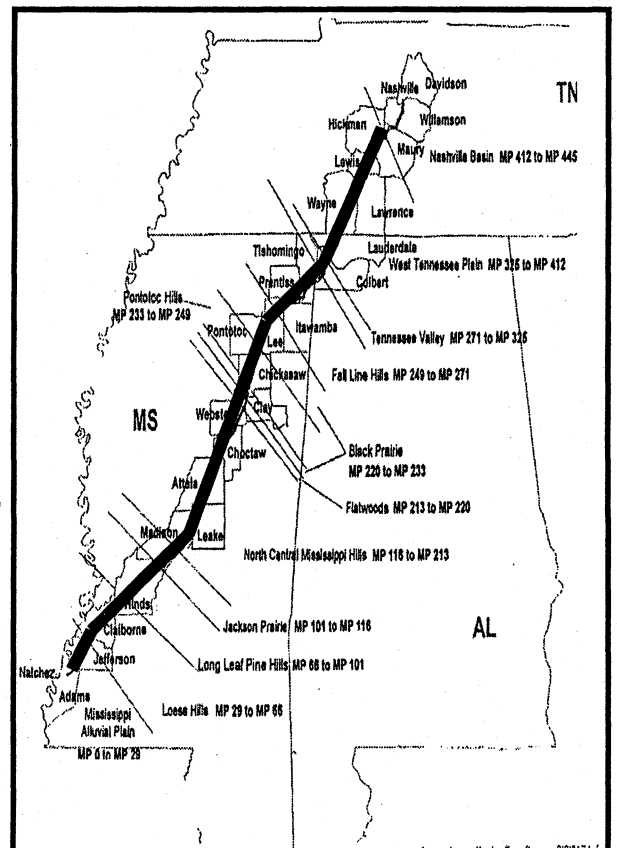 Davidson
Nashville
TN
Hickman
Williamson
Maury
Nashville Basin MP 412 to MP 445
Lewis
Wayne
Lawrence
Lauderdale
Tishomingo
West Tennessee Plain MP 325 to MP 412
Prentiss
Colbert
Pontotoc Hills
MP 233 to MP 249
Itawamba
Pontotoc
Tennessee Valley MP 271 to MP 325
Lee
Chickasaw
Fall Line Hills MP 249 to MP 271
MS
Webster
Clay
Choctaw
Black Prairie
MP 220 to MP 233
Attala
Flatwoods MP 213 to MP 220
Madison
Leake
North Central Mississippi Hills MP 116 to MP 213
Hinds
Claiborne
Jackson Prairie MP 101 to MP 116
AL
Jefferson
Long Leaf Pine Hills MP 66 to MP 101
Natchez
Adams
Loess Hills MP 29 to MP 66
Mississippi
Alluvial Plain
MP 0 to MP 29